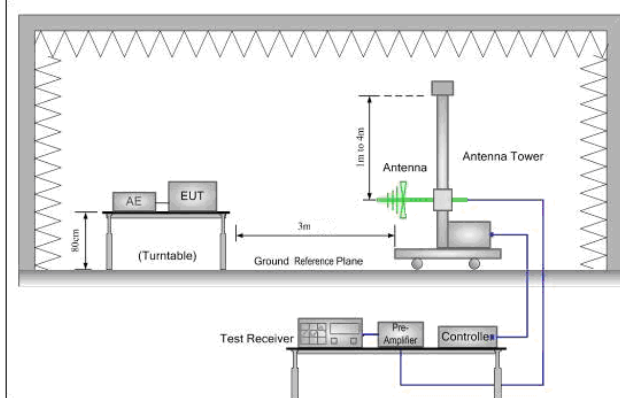 1m to 4m
Antenna
Antenna Tower
AE
EUT
80cm
(Turntable)
3m
Ground Reference Plane
Test Receiver
Pre-
Amplifier
Controller